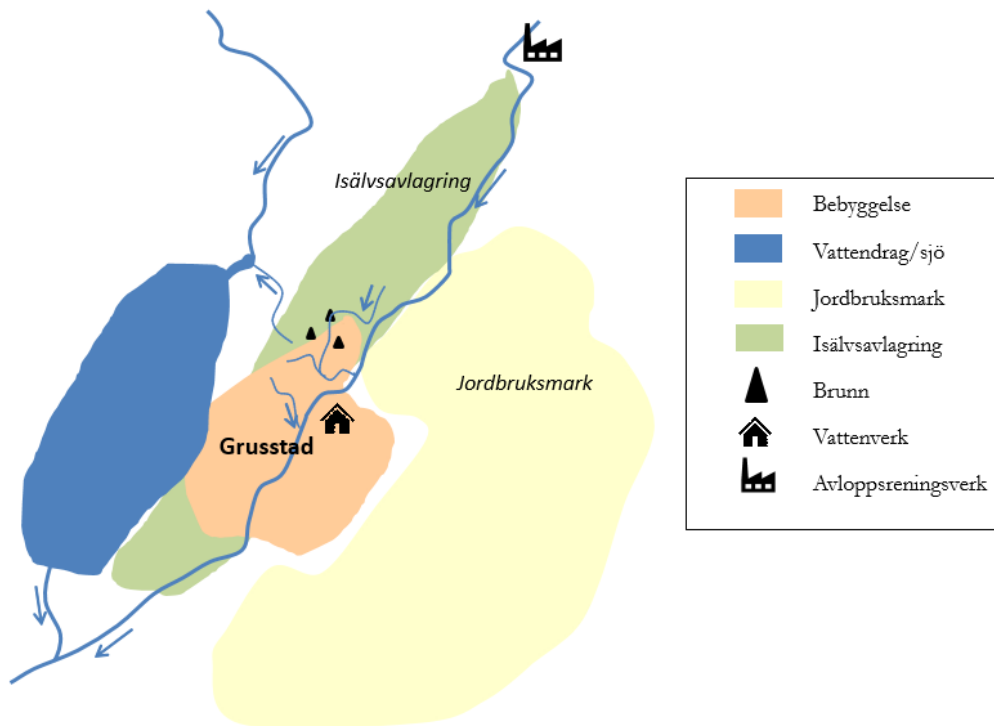 Isälvsavlagring
Jordbruksmark
Grusstad
Bebyggelse
Vattendrag/sjö
Jordbruksmark
Isälvsavlagring
Brunn
Vattenverk
Avloppsreningsverk